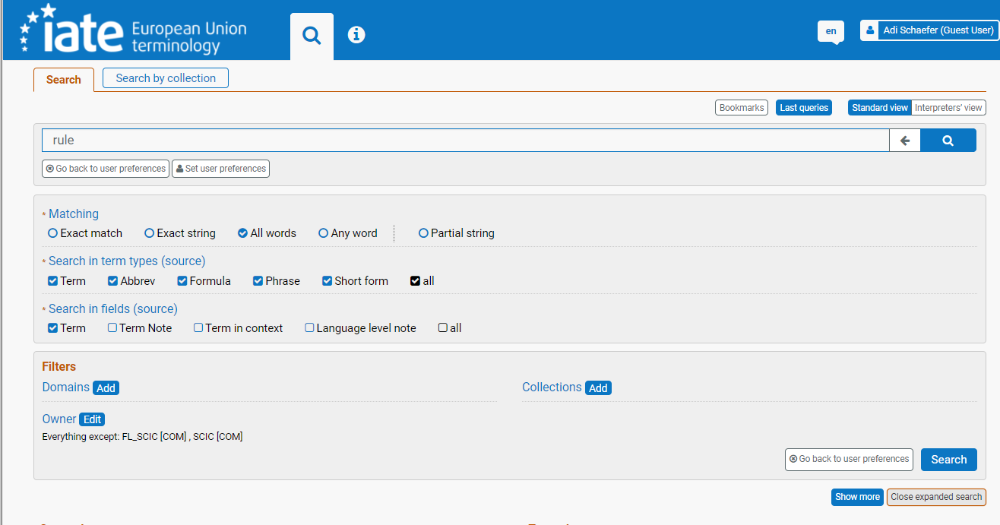 iate European Union
terminology
en
Adi Schaefer (Guest User)
Search
Search by collection
Bookmarks
Last queries
Standard view
Interpreters' view
rule
Go back to user preferences
Set user preferences
* Matching
Exact match
Exact string
All words
Any word
Partial string
* Search in term types (source)
Term
Abbrev
Formula
Phrase
Short form
all
* Search in fields (source)
Term
Term Note
Term in context
Language level note
all
Filters
Domains Add
Collections Add
Owner Edit
Everything except: FL_SCIC [COM] , SCIC [COM]
Go back to user preferences
Search
Show more
Close expanded search